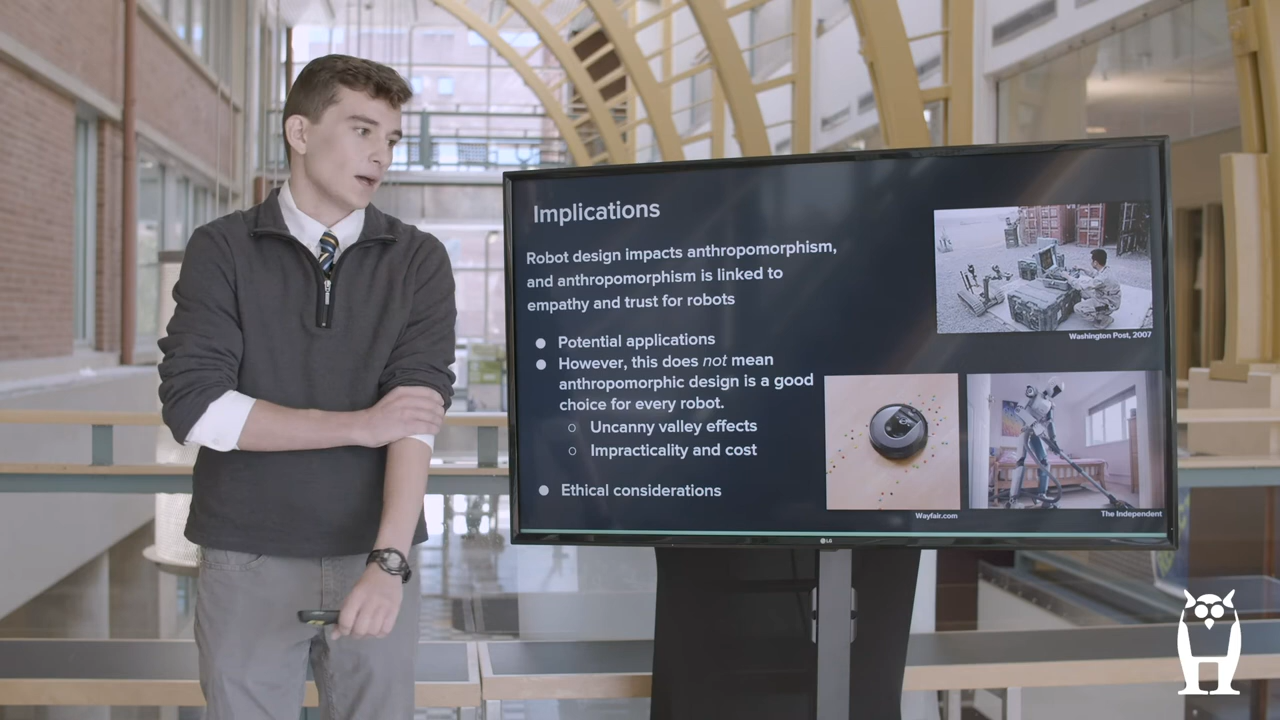 Implications
Robot design impacts anthropomorphism,
and anthropomorphism is linked to
empathy and trust for robots
● Potential applications
● However, this does not mean
anthropomorphic design is a good
choice for every robot.
○ Uncanny valley effects
○ Impracticality and cost
● Ethical considerations
Washington Post, 2007
Wayfair.com
The Independent
LG